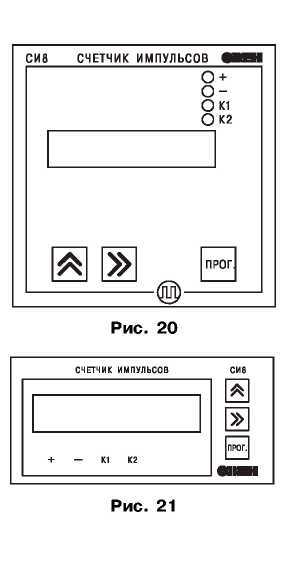 СИ8 СЧЕТЧИК ИМПУЛЬСОВ ОВЕН
+
–
К1
К2
ПРОГ.
Рис. 20
СЧЕТЧИК ИМПУЛЬСОВ СИ8
+ – К1 К2
ПРОГ.
ОВЕН
Рис. 21